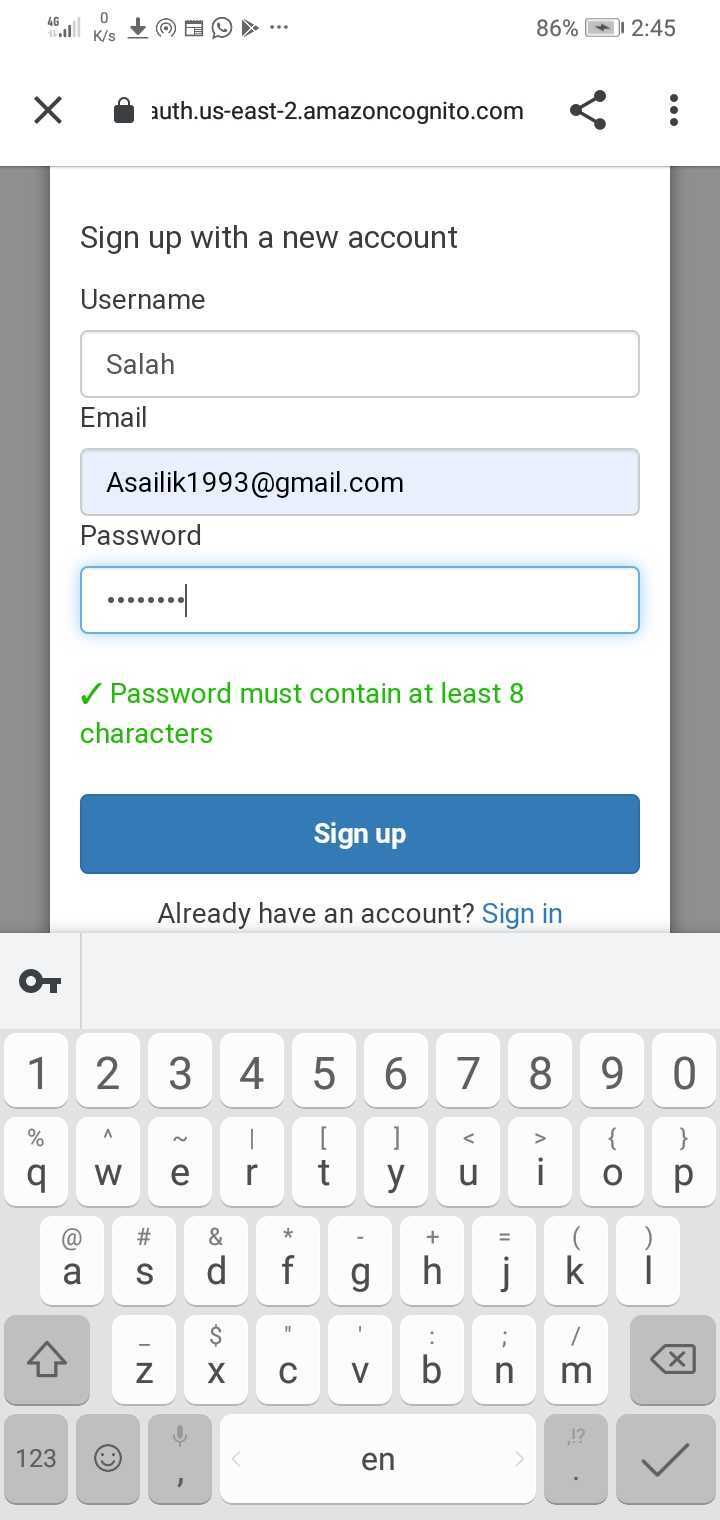 4G 0 K/s 86% 2:45
auth.us-east-2.amazoncognito.com
Sign up with a new account
Username
Salah
Email
Asailik1993@gmail.com
Password
••••••••
✓ Password must contain at least 8
characters
Sign up
Already have an account? Sign in
1 2 3 4 5 6 7 8 9 0
% ^ ~ | [ ] < > { }
q w e r t y u i o p
@ # & * - + = ( )
a s d f g h j k l
_ $ " ' : ; /
z x c v b n m
123 , en ,!? .